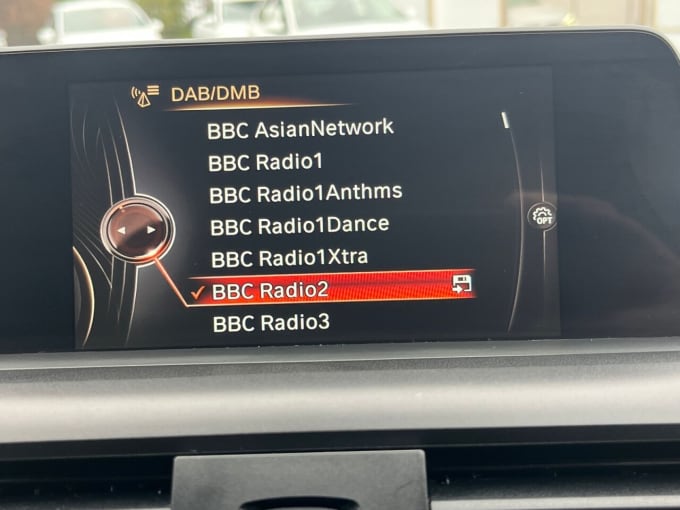 DAB/DMB
BBC AsianNetwork
BBC Radio1
BBC Radio1Anthms
BBC Radio1Dance
OPT
BBC Radio1Xtra
BBC Radio2
BBC Radio3